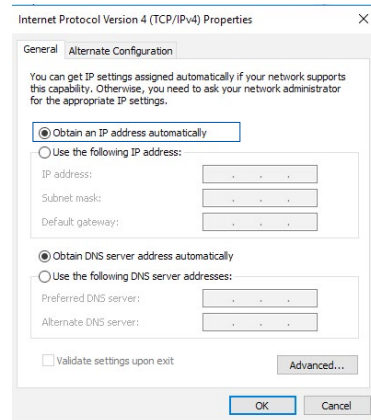 Internet Protocol Version 4 (TCP/IPv4) Properties
General
Alternate Configuration
You can get IP settings assigned automatically if your network supports
this capability. Otherwise, you need to ask your network administrator
for the appropriate IP settings.
Obtain an IP address automatically
Use the following IP address:
IP address:
Subnet mask:
Default gateway:
Obtain DNS server address automatically
Use the following DNS server addresses:
Preferred DNS server:
Alternate DNS server:
Validate settings upon exit
Advanced...
OK
Cancel